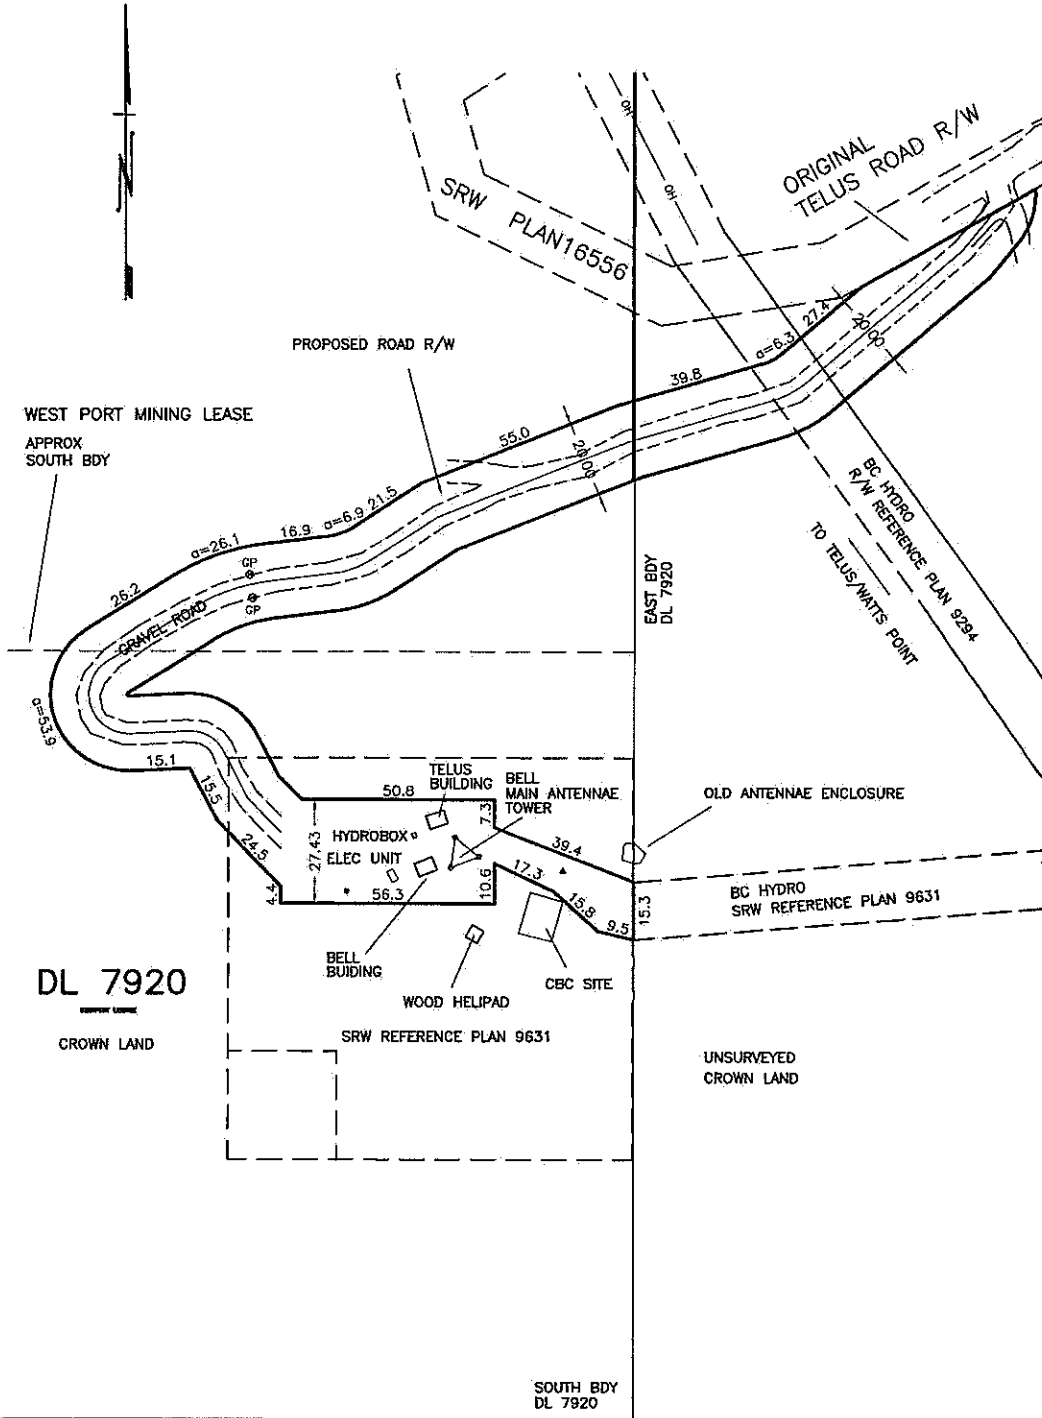 N
OH
OH
ORIGINAL
TELUS ROAD R/W
SRW PLAN16556
PROPOSED ROAD R/W
27.4
20.00
a=6.3
39.8
WEST PORT MINING LEASE
APPROX
SOUTH BDY
55.0
20.00
BC HYDRO
R/W REFERENCE PLAN 9294
21.5
a=6.9
16.9
a=26.1
TO TELUS/WATTS POINT
GP
26.2
GP
GRAVEL ROAD
EAST BDY
DL 7920
a=53.9
15.1
15.5
TELUS
BUILDING
BELL
MAIN ANTENNAE
TOWER
50.8
7.3
OLD ANTENNAE ENCLOSURE
24.5
27.43
HYDROBOX
ELEC UNIT
39.4
17.3
4.4
56.3
10.6
15.8
9.5
15.3
BC HYDRO
SRW REFERENCE PLAN 9631
BELL
BUIDING
CBC SITE
DL 7920
WOOD HELIPAD
CROWN LAND
SRW REFERENCE PLAN 9631
UNSURVEYED
CROWN LAND
SOUTH BDY
DL 7920